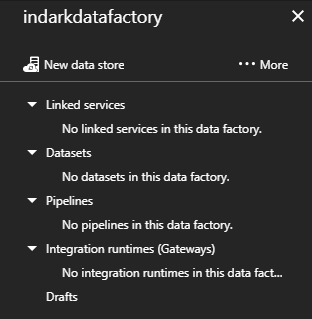 indarkdatafactory
New data store
More
Linked services
No linked services in this data factory.
Datasets
No datasets in this data factory.
Pipelines
No pipelines in this data factory.
Integration runtimes (Gateways)
No integration runtimes in this data fact...
Drafts